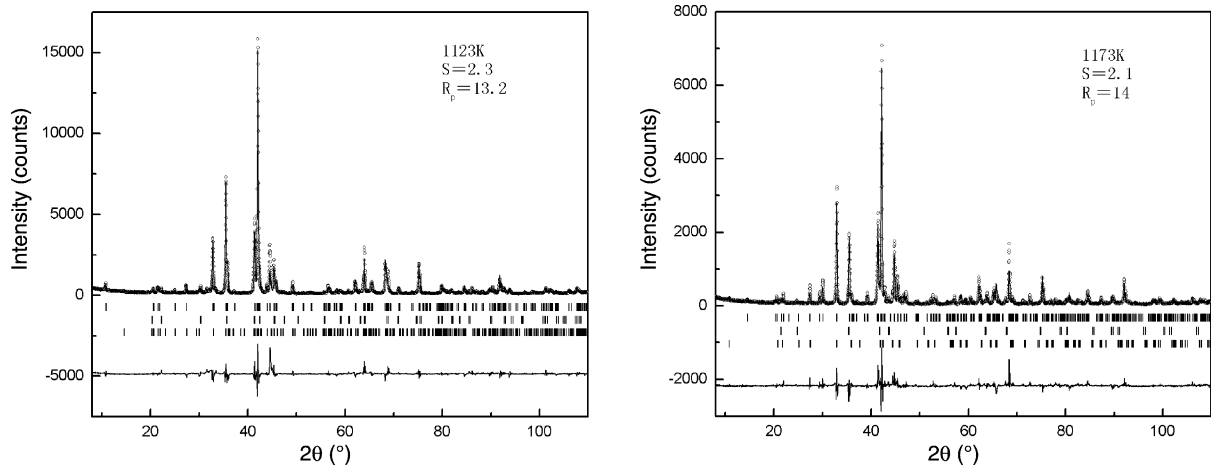 1123K
S=2.3
Rp=13.2
Intensity (counts)
15000
10000
5000
0
-5000
20 40 60 80 100
2θ (°)
1173K
S=2.1
Rp=14
Intensity (counts)
8000
6000
4000
2000
0
-2000
20 40 60 80 100
2θ (°)